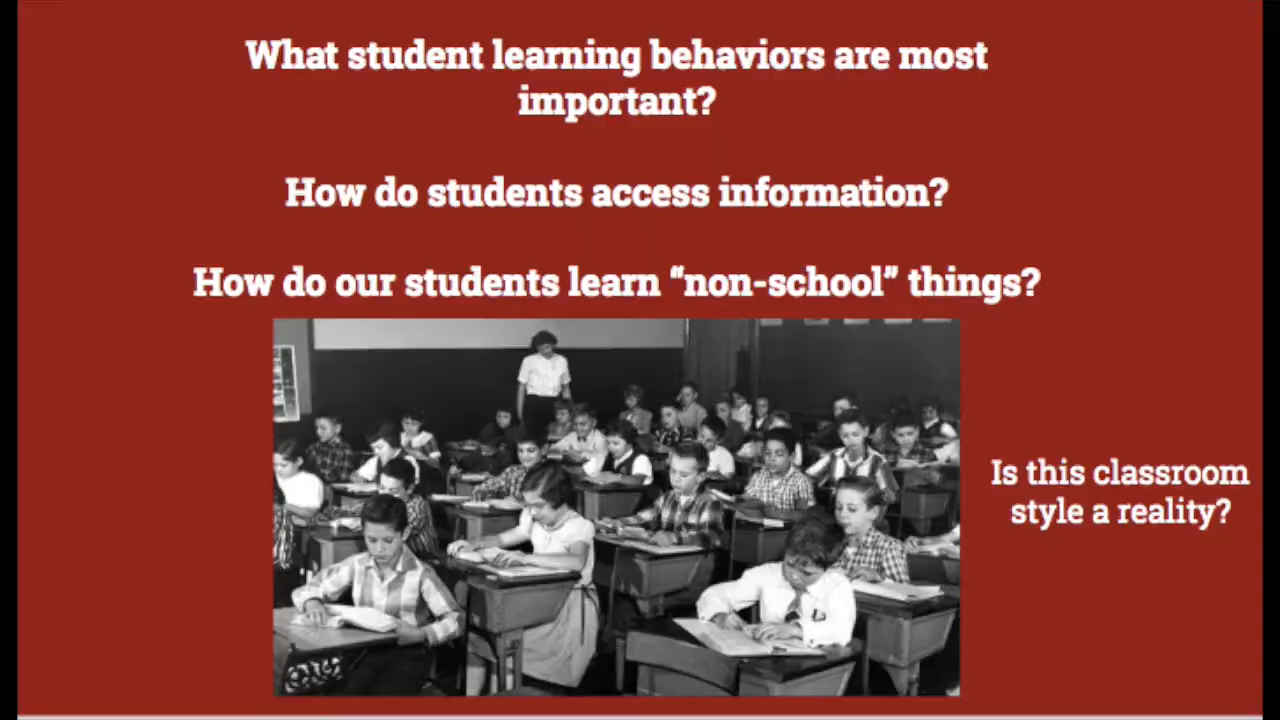 What student learning behaviors are most
important?
How do students access information?
How do our students learn “non-school” things?
Is this classroom
style a reality?